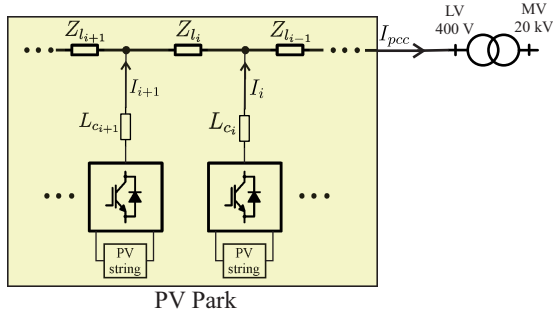 Z_{l_{i+1}} Z_{l_i} Z_{l_{i-1}} I_{pcc}
LV
400 V
MV
20 kV
I_{i+1} I_i
L_{c_{i+1}} L_{c_i}
PV
string
PV
string
PV Park